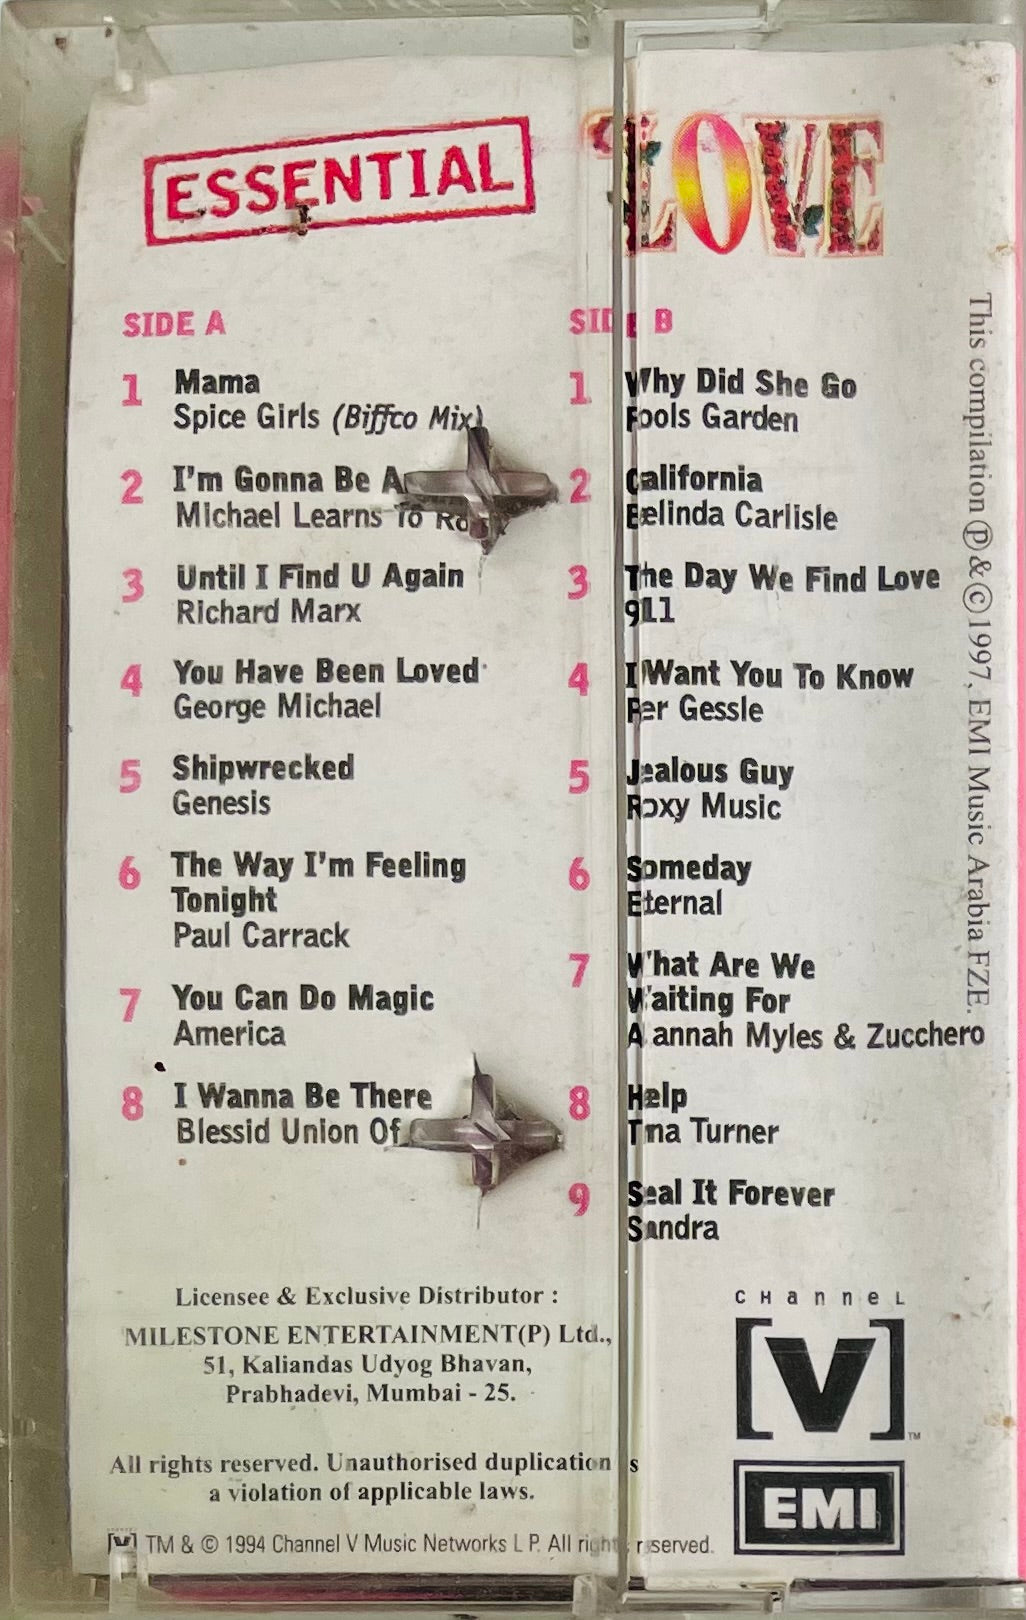 ESSENTIAL LOVE
SIDE A
1 Mama
Spice Girls (Biffco Mix)
2 I'm Gonna Be A
Michael Learns To
3 Until I Find U Again
Richard Marx
4 You Have Been Loved
George Michael
5 Shipwrecked
Genesis
6 The Way I'm Feeling
Tonight
Paul Carrack
7 You Can Do Magic
America
8 I Wanna Be There
Blessid Union Of
SIDE B
1 Why Did She Go
Fools Garden
2 California
Belinda Carlisle
3 The Day We Find Love
911
4 I Want You To Know
Per Gessle
5 Jealous Guy
Roxy Music
6 Someday
Eternal
7 What Are We
Waiting For
Alannah Myles & Zucchero
8 Help
Tina Turner
9 Seal It Forever
Sandra
This compilation Ⓟ & © 1997, EMI Music Arabia FZE.
Licensee & Exclusive Distributor :
MILESTONE ENTERTAINMENT(P) Ltd.,
51, Kaliandas Udyog Bhavan,
Prabhadevi, Mumbai - 25.
All rights reserved. Unauthorised duplication is
a violation of applicable laws.
[V] TM & © 1994 Channel V Music Networks L P. All rights reserved.
CHanneL
[V]™
EMI